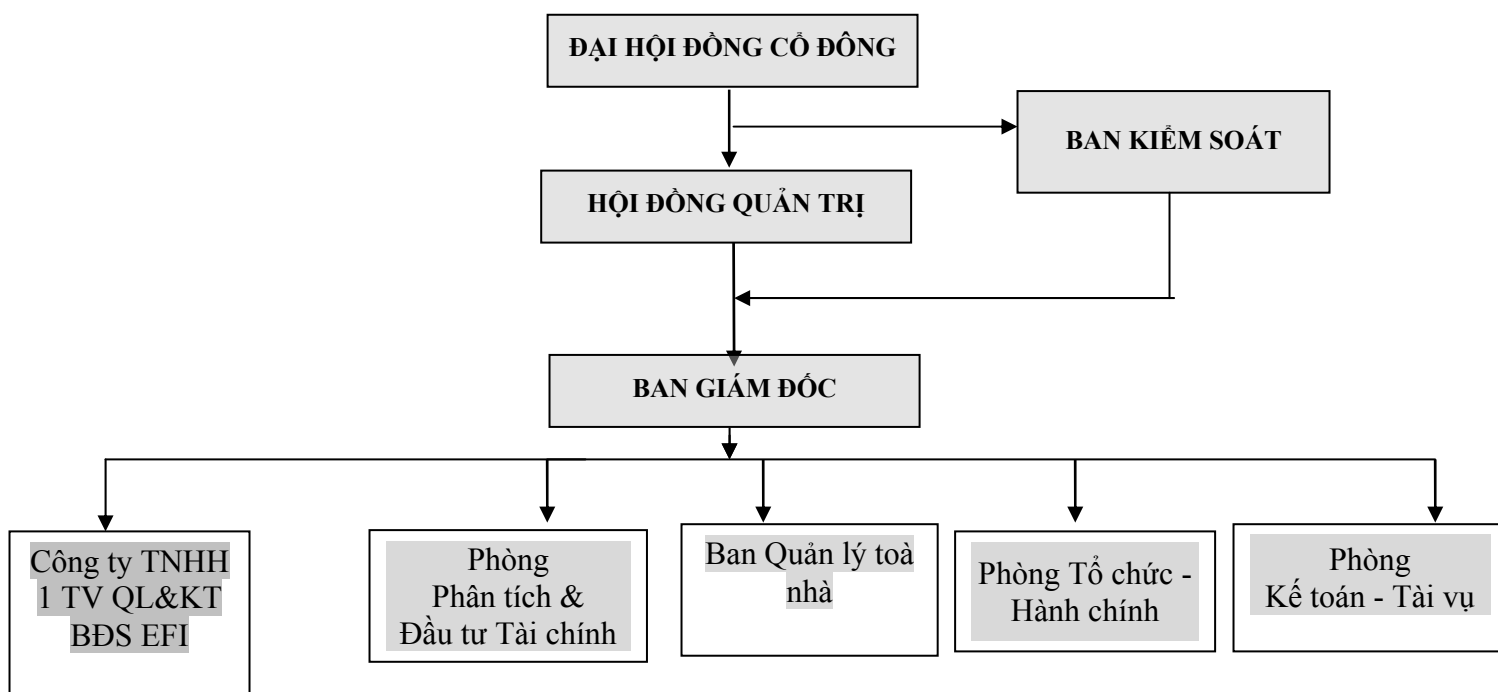 ĐẠI HỘI ĐỒNG CỔ ĐÔNG
BAN KIỂM SOÁT
HỘI ĐỒNG QUẢN TRỊ
BAN GIÁM ĐỐC
Công ty TNHH
1 TV QL&KT
BĐS EFI
Phòng
Phân tích &
Đầu tư Tài chính
Ban Quản lý toà
nhà
Phòng Tổ chức -
Hành chính
Phòng
Kế toán - Tài vụ